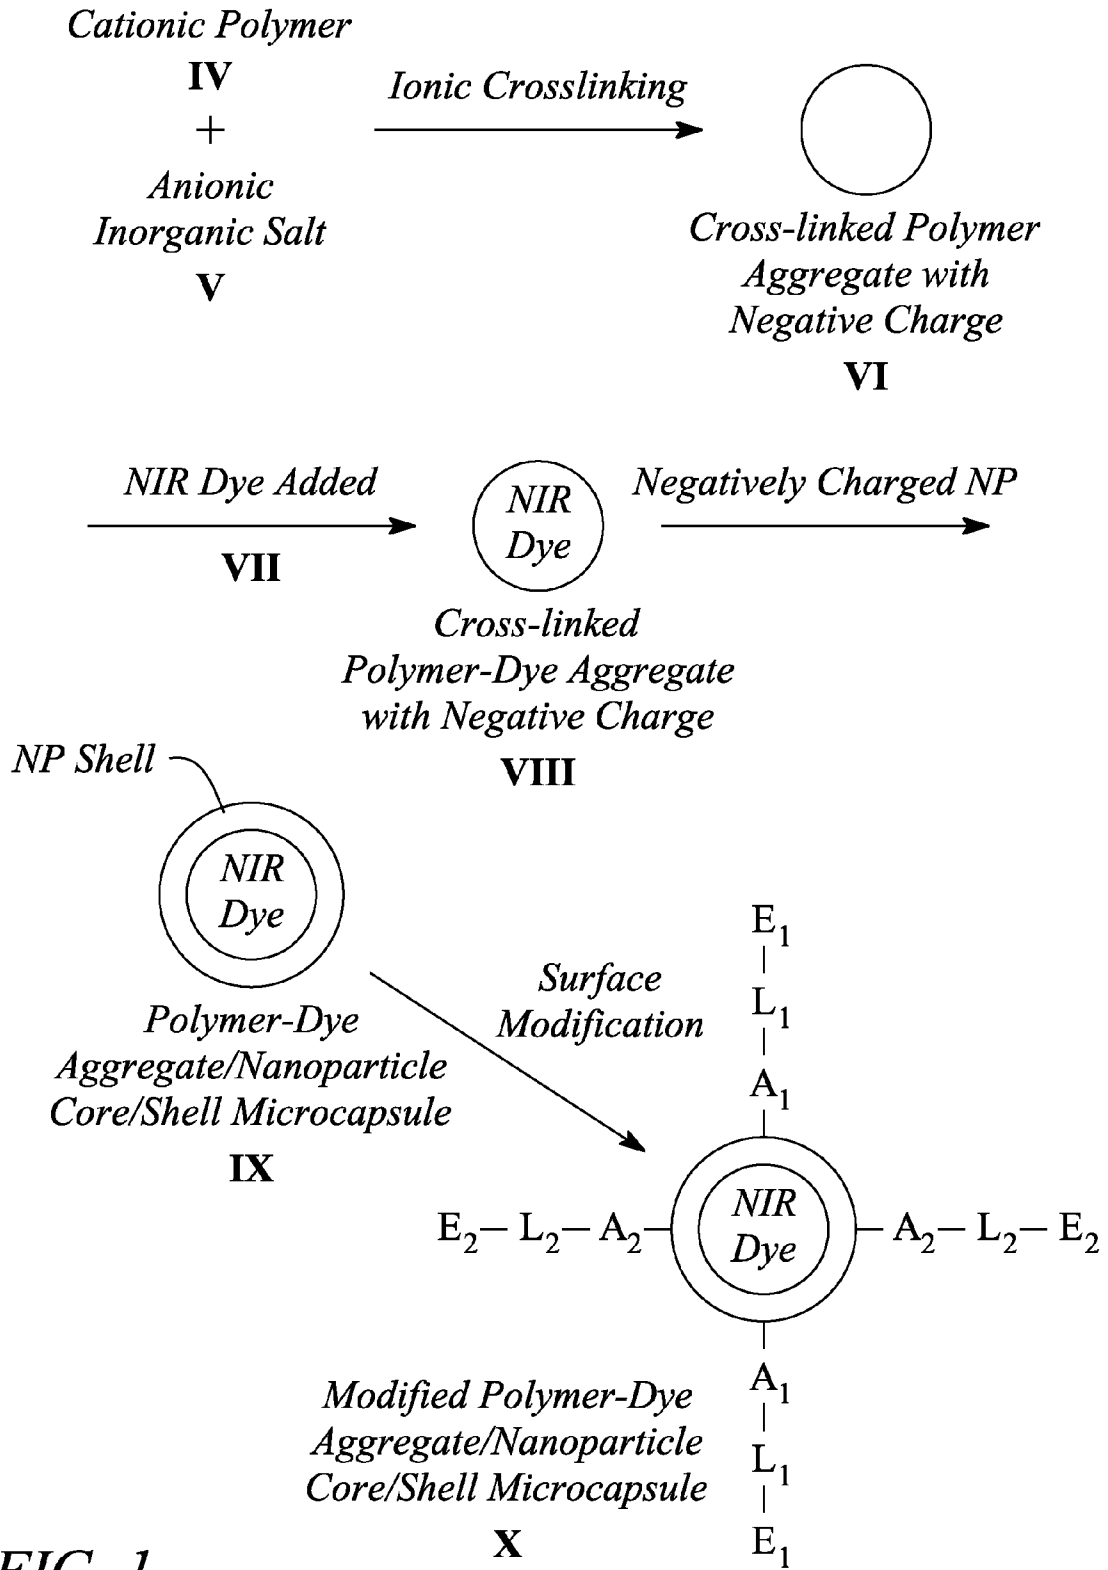 Cationic Polymer
IV
+
Anionic
Inorganic Salt
V
Ionic Crosslinking
Cross-linked Polymer
Aggregate with
Negative Charge
VI
NIR Dye Added
VII
NIR
Dye
Cross-linked
Polymer-Dye Aggregate
with Negative Charge
VIII
Negatively Charged NP
NP Shell
NIR
Dye
Polymer-Dye
Aggregate/Nanoparticle
Core/Shell Microcapsule
IX
Surface
Modification
E₁
L₁
A₁
E₂— L₂— A₂—
NIR
Dye
— A₂— L₂— E₂
A₁
L₁
E₁
Modified Polymer-Dye
Aggregate/Nanoparticle
Core/Shell Microcapsule
X
FIG. 1